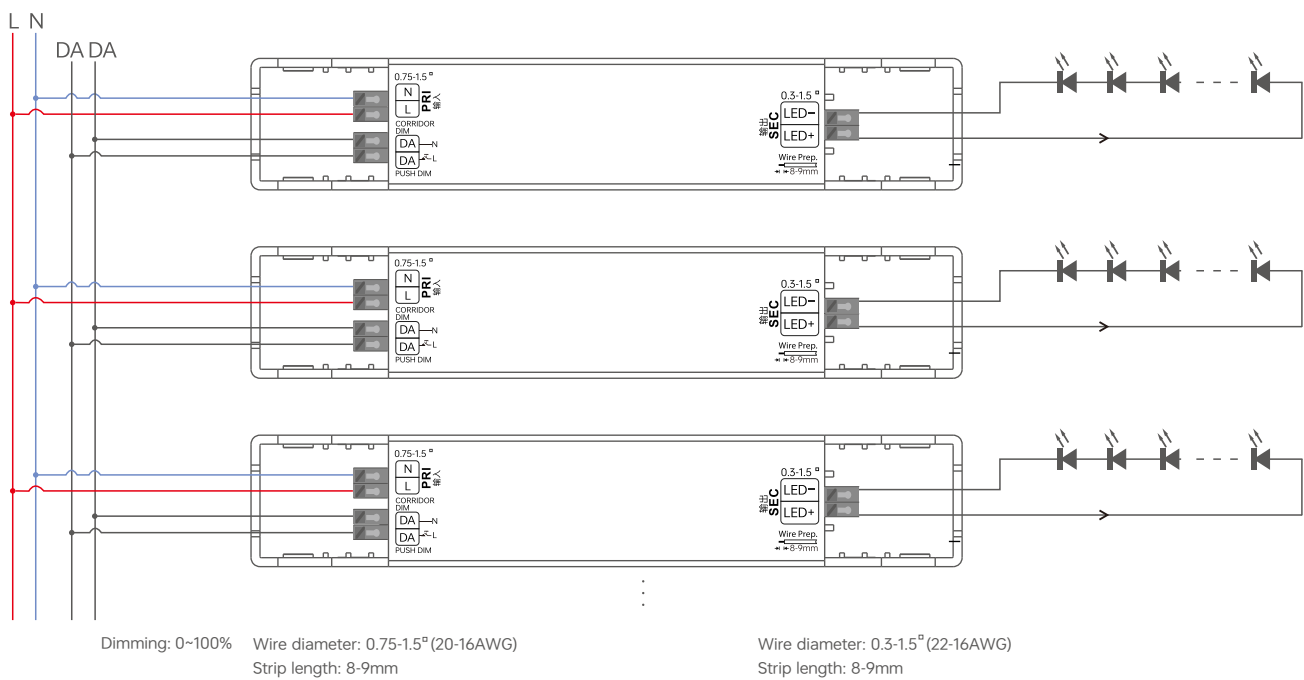 L N
DA DA
0.75-1.5▫
N
L
PRI
输入
CORRIDOR
DIM
DA N
DA L
PUSH DIM
0.3-1.5▫
输出
SEC
LED-
LED+
Wire Prep.
8-9mm
0.75-1.5▫
N
L
PRI
输入
CORRIDOR
DIM
DA N
DA L
PUSH DIM
0.3-1.5▫
输出
SEC
LED-
LED+
Wire Prep.
8-9mm
0.75-1.5▫
N
L
PRI
输入
CORRIDOR
DIM
DA N
DA L
PUSH DIM
0.3-1.5▫
输出
SEC
LED-
LED+
Wire Prep.
8-9mm
Dimming: 0~100%
Wire diameter: 0.75-1.5▫(20-16AWG)
Strip length: 8-9mm
Wire diameter: 0.3-1.5▫(22-16AWG)
Strip length: 8-9mm